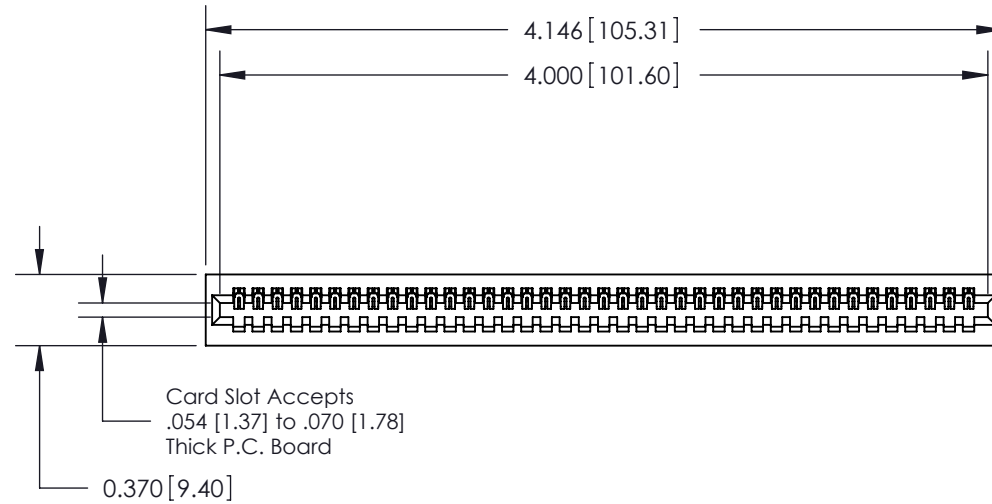 4.146 [105.31]
4.000 [101.60]
Card Slot Accepts
.054 [1.37] to .070 [1.78]
Thick P.C. Board
0.370 [9.40]